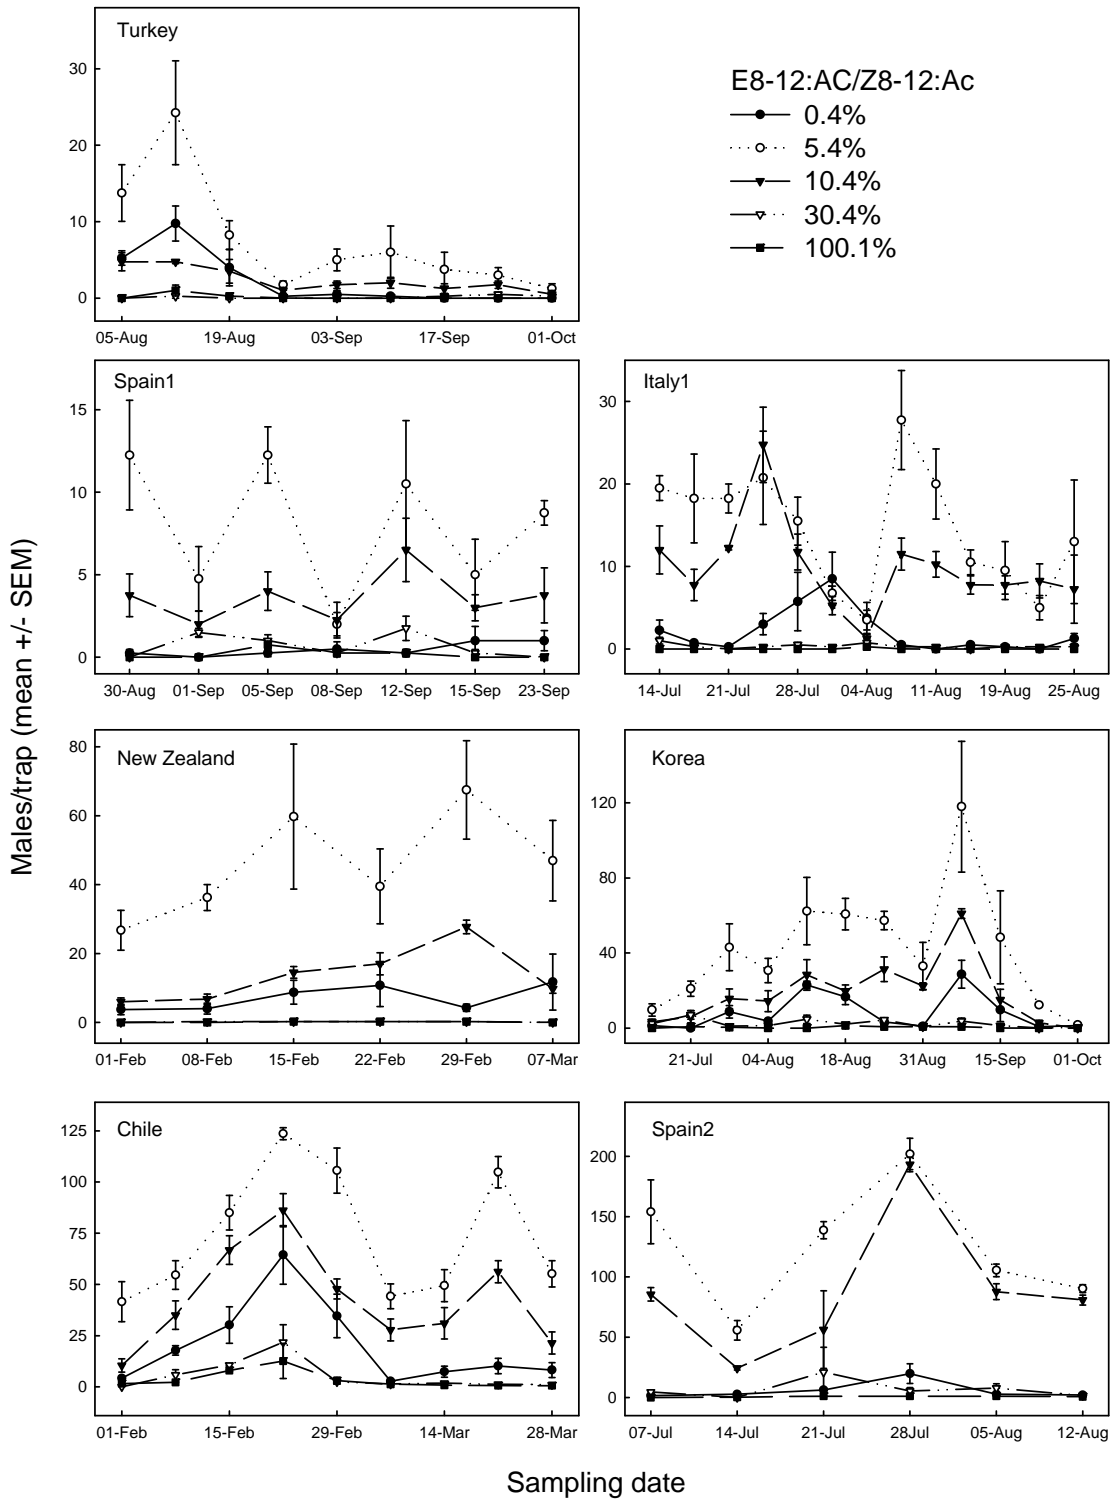 Turkey
30
20
10
0
05-Aug 19-Aug 03-Sep 17-Sep 01-Oct
E8-12:AC/Z8-12:Ac
0.4%
5.4%
10.4%
30.4%
100.1%
Spain1
15
10
5
0
30-Aug 01-Sep 05-Sep 08-Sep 12-Sep 15-Sep 23-Sep
Italy1
30
20
10
0
14-Jul 21-Jul 28-Jul 04-Aug 11-Aug 19-Aug 25-Aug
Males/trap (mean +/- SEM)
New Zealand
80
60
40
20
0
01-Feb 08-Feb 15-Feb 22-Feb 29-Feb 07-Mar
Korea
120
80
40
0
21-Jul 04-Aug 18-Aug 31Aug 15-Sep 01-Oct
Chile
125
100
75
50
25
0
01-Feb 15-Feb 29-Feb 14-Mar 28-Mar
Spain2
200
150
100
50
0
07-Jul 14-Jul 21-Jul 28Jul 05-Aug 12-Aug
Sampling date